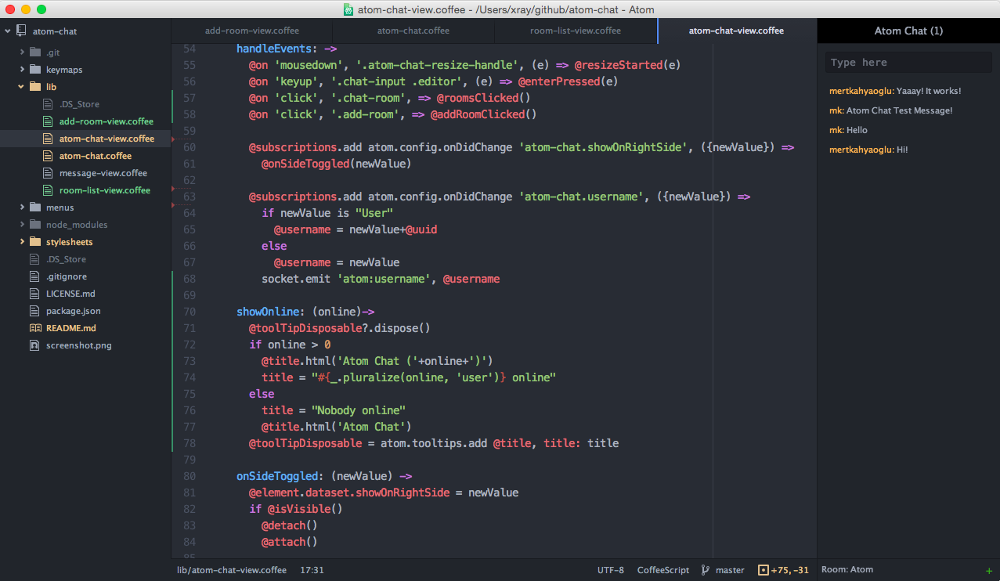 atom-chat-view.coffee - /Users/xray/github/atom-chat - Atom
atom-chat
.git
keymaps
lib
.DS_Store
add-room-view.coffee
atom-chat-view.coffee
atom-chat.coffee
message-view.coffee
room-list-view.coffee
menus
node_modules
stylesheets
.DS_Store
.gitignore
LICENSE.md
package.json
README.md
screenshot.png
add-room-view.coffee
atom-chat.coffee
room-list-view.coffee
atom-chat-view.coffee
54 handleEvents: ->
55 @on 'mousedown', '.atom-chat-resize-handle', (e) => @resizeStarted(e)
56 @on 'keyup', '.chat-input .editor', (e) => @enterPressed(e)
57 @on 'click', '.chat-room', => @roomsClicked()
58 @on 'click', '.add-room', => @addRoomClicked()
59
60 @subscriptions.add atom.config.onDidChange 'atom-chat.showOnRightSide', ({newValue}) =>
61 @onSideToggled(newValue)
62
63 @subscriptions.add atom.config.onDidChange 'atom-chat.username', ({newValue}) =>
64 if newValue is "User"
65 @username = newValue+@uuid
66 else
67 @username = newValue
68 socket.emit 'atom:username', @username
69
70 showOnline: (online)->
71 @toolTipDisposable?.dispose()
72 if online > 0
73 @title.html('Atom Chat ('+online+')')
74 title = "#{_.pluralize(online, 'user')} online"
75 else
76 title = "Nobody online"
77 @title.html('Atom Chat')
78 @toolTipDisposable = atom.tooltips.add @title, title: title
79
80 onSideToggled: (newValue) ->
81 @element.dataset.showOnRightSide = newValue
82 if @isVisible()
83 @detach()
84 @attach()
85
lib/atom-chat-view.coffee 17:31
UTF-8 CoffeeScript master +75, -31
Atom Chat (1)
Type here
mertkahyaoglu: Yaaay! It works!
mk: Atom Chat Test Message!
mk: Hello
mertkahyaoglu: Hi!
Room: Atom +